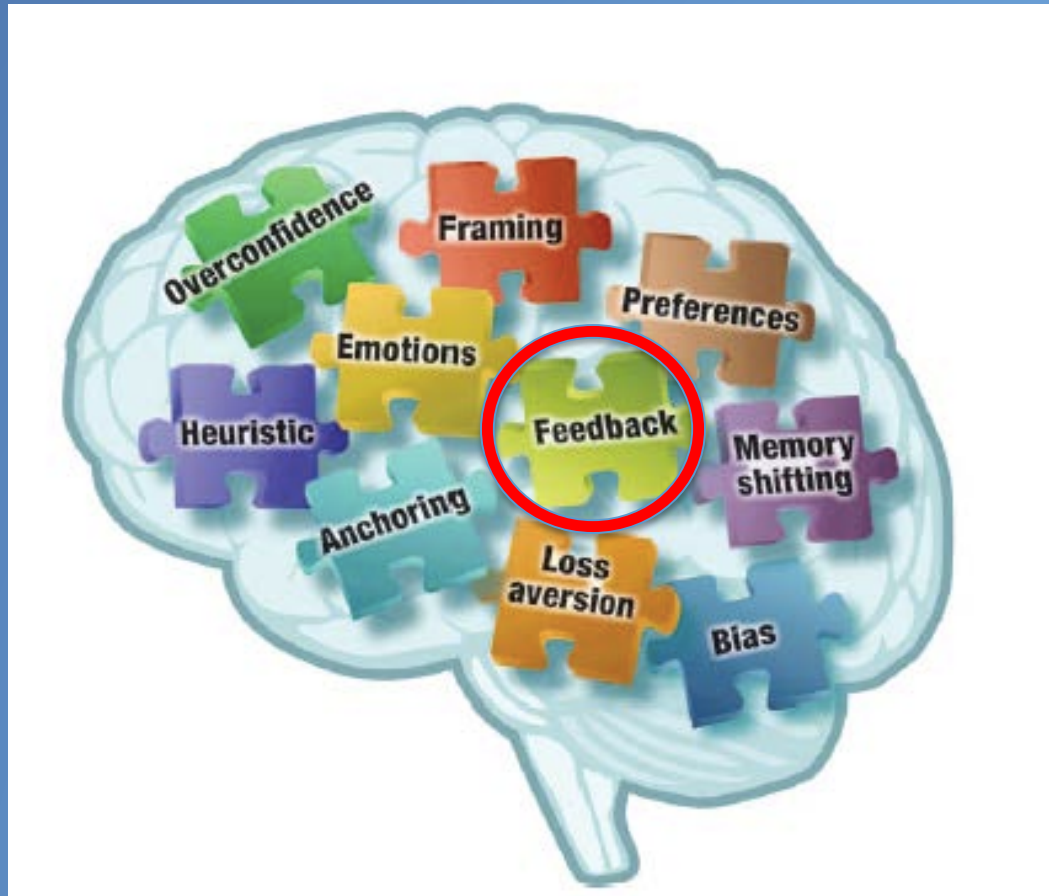 Overconfidence
Framing
Preferences
Emotions
Feedback
Heuristic
Memory
shifting
Anchoring
Loss
aversion
Bias